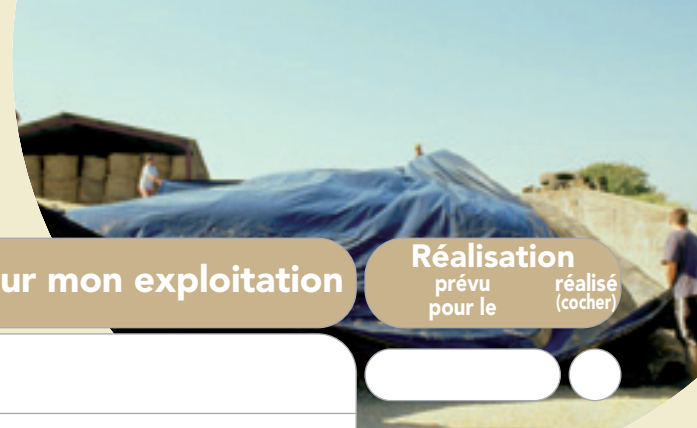 ur mon exploitation
Réalisation
prévu
pour le
réalisé
(cocher)